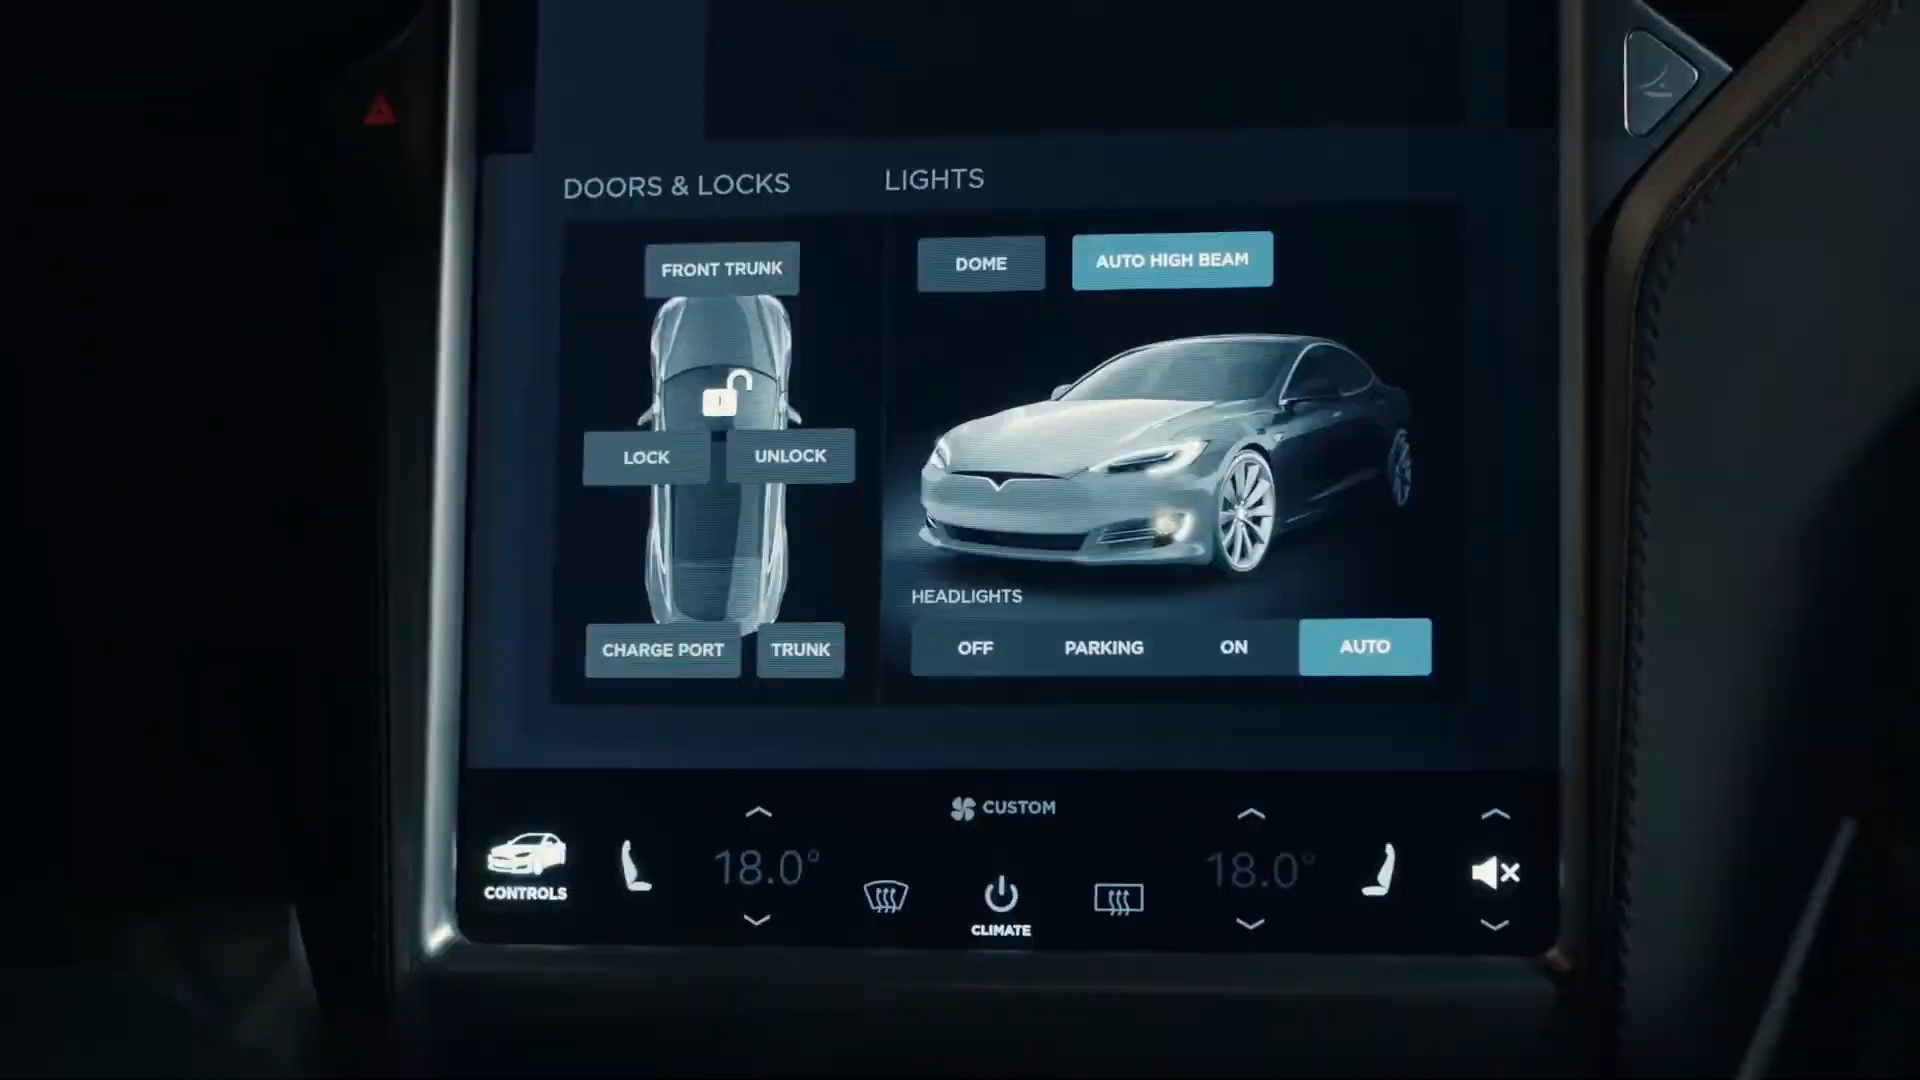 DOORS & LOCKS
LIGHTS
FRONT TRUNK
DOME
AUTO HIGH BEAM
LOCK
UNLOCK
HEADLIGHTS
CHARGE PORT
TRUNK
OFF
PARKING
ON
AUTO
CUSTOM
18.0°
18.0°
CONTROLS
CLIMATE